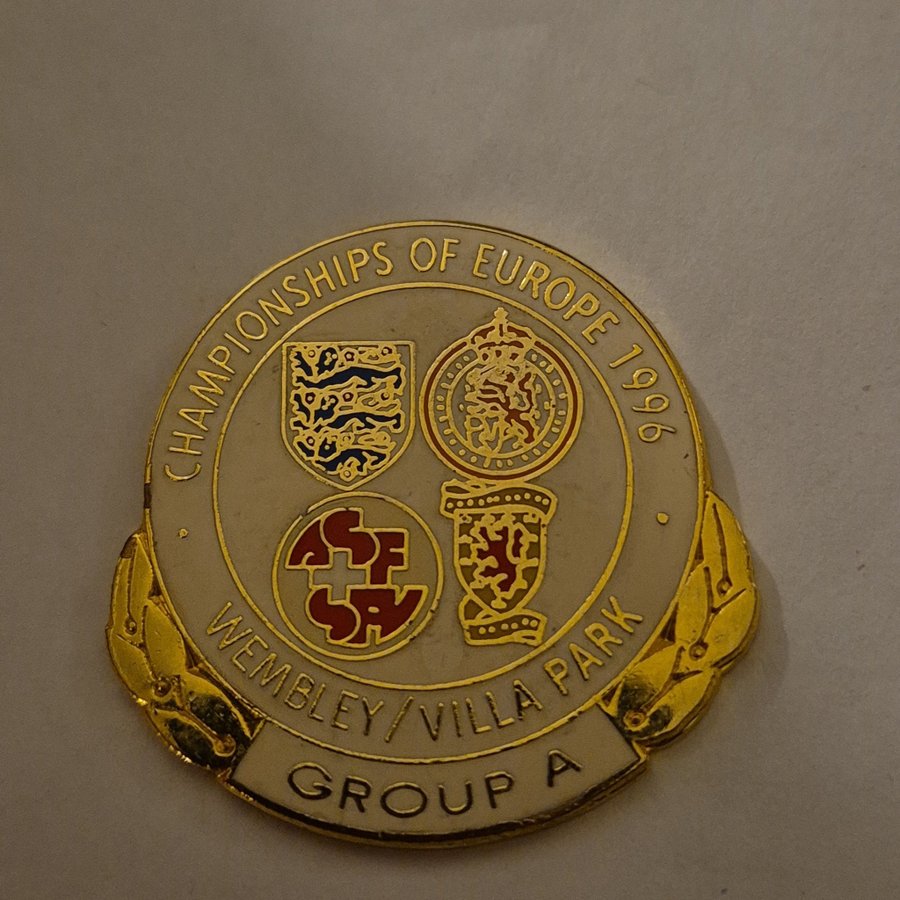 CHAMPIONSHIPS OF EUROPE 1996
ASF
SFV
WEMBLEY/VILLA PARK
GROUP A